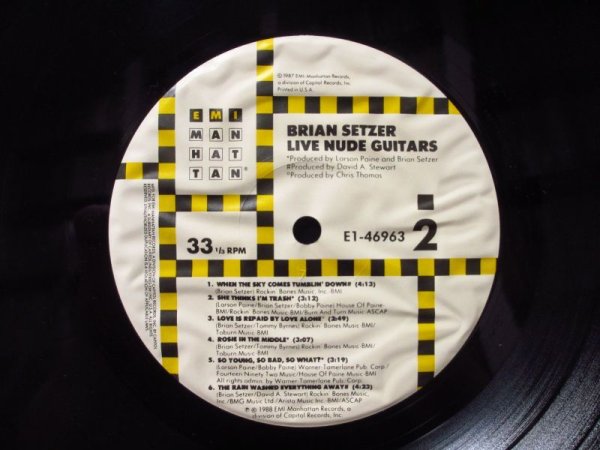 © 1987 EMI-Manhattan Records,
a division of Capitol Records, Inc.
Printed in U.S.A.
EMI
MAN
HAT
TAN®
BRIAN SETZER
LIVE NUDE GUITARS
*Produced by Larson Paine and Brian Setzer
#Produced by David A. Stewart
°Produced by Chris Thomas
33 1/3 RPM
E1-46963
2
1. WHEN THE SKY COMES TUMBLIN' DOWN# (4:13)
(Brian Setzer) Rockin' Bones Music, Inc. BMI
2. SHE THINKS I'M TRASH* (3:12)
(Larson Paine/Brian Setzer/Bobby Paine) House Of Paine-
BMI/Rockin' Bones Music BMI/Burn And Turn Music ASCAP
3. LOVE IS REPAID BY LOVE ALONE° (3:49)
(Brian Setzer/Tommy Byrnes) Rockin' Bones Music BMI/
Toburn Music BMI
4. ROSIE IN THE MIDDLE° (3:07)
(Brian Setzer/Tommy Byrnes) Rockin' Bones Music BMI/
Toburn Music BMI
5. SO YOUNG, SO BAD, SO WHAT?* (3:19)
(Larson Paine/Bobby Paine) Warner Tamerlane Pub. Corp/
Fourteen Ninety Two Music/House Of Paine Music BMI
All rights admin. by Warner Tamerlane Pub/Corp.
6. THE RAIN WASHED EVERYTHING AWAY# (4:23)
(Brian Setzer/David A. Stewart) Rockin' Bones Music,
Inc/BMG Music Ltd/Arista Music Inc. BMI/ASCAP
℗ © 1988 EMI Manhattan Records,
a division of Capitol Records, Inc.